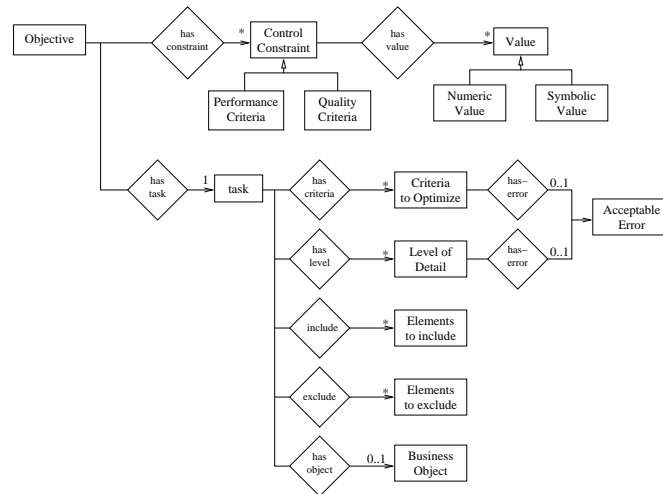 Objective
has
constraint
*
Control
Constraint
has
value
*
Value
Performance
Criteria
Quality
Criteria
Numeric
Value
Symbolic
Value
has
task
1
task
has
criteria
*
Criteria
to Optimize
has–
error
0..1
Acceptable
Error
has
level
*
Level of
Detail
has–
error
0..1
include
*
Elements
to include
exclude
*
Elements
to exclude
has
object
0..1
Business
Object